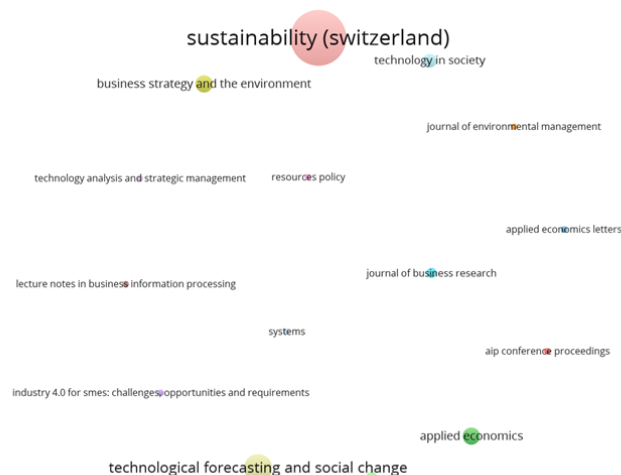 sustainability (switzerland)
technology in society
business strategy and the environment
journal of environmental management
technology analysis and strategic management
resources policy
applied economics letters
journal of business research
lecture notes in business information processing
systems
aip conference proceedings
industry 4.0 for smes: challenges, opportunities and requirements
applied economics
technological forecasting and social change